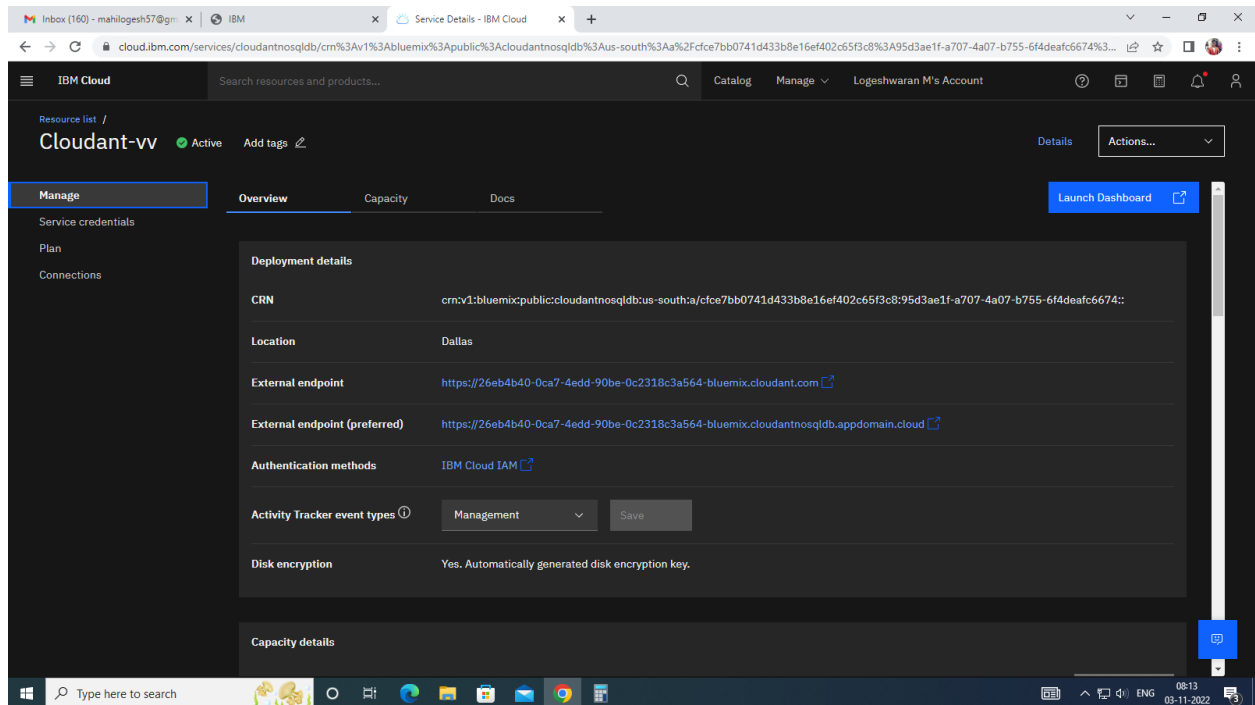 Inbox (160) - mahilogesh57@gm
IBM
Service Details - IBM Cloud
cloud.ibm.com/services/cloudantnosqldb/crn%3Av1%3Abluemix%3Apublic%3Acloudantnosqldb%3Aus-south%3Aa%2Fcfce7bb0741d433b8e16ef402c65f3c8%3A95d3ae1f-a707-4a07-b755-6f4deafc6674%3...
IBM Cloud
Search resources and products...
Catalog
Manage
Logeshwaran M's Account
Resource list /
Cloudant-vv
Active
Add tags
Details
Actions...
Manage
Service credentials
Plan
Connections
Overview
Capacity
Docs
Launch Dashboard
Deployment details
CRN crn:v1:bluemix:public:cloudantnosqldb:us-south:a/cfce7bb0741d433b8e16ef402c65f3c8:95d3ae1f-a707-4a07-b755-6f4deafc6674::
Location Dallas
External endpoint https://26eb4b40-0ca7-4edd-90be-0c2318c3a564-bluemix.cloudant.com
External endpoint (preferred) https://26eb4b40-0ca7-4edd-90be-0c2318c3a564-bluemix.cloudantnosqldb.appdomain.cloud
Authentication methods IBM Cloud IAM
Activity Tracker event types Management Save
Disk encryption Yes. Automatically generated disk encryption key.
Capacity details
Type here to search
ENG
08:13
03-11-2022
3